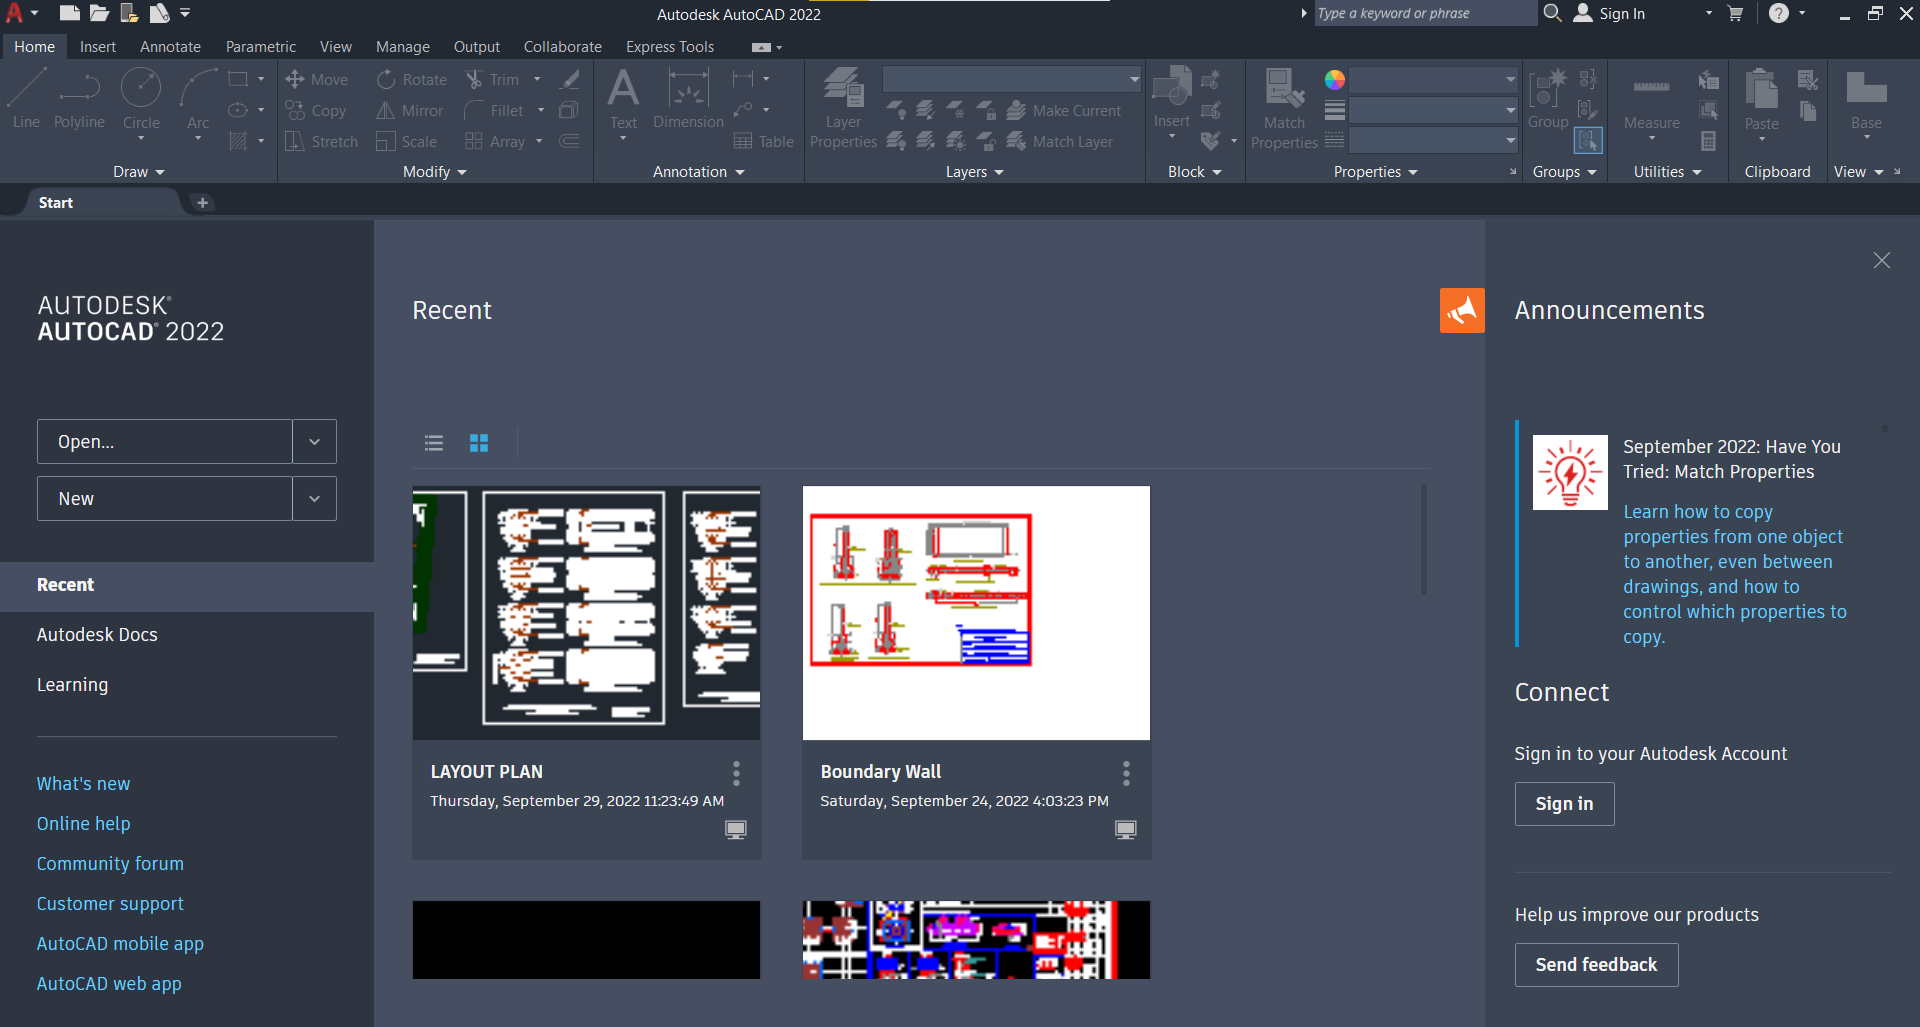 Autodesk AutoCAD 2022
Type a keyword or phrase
Sign In
Home Insert Annotate Parametric View Manage Output Collaborate Express Tools
Line Polyline Circle Arc
Move Rotate Trim
Copy Mirror Fillet
Stretch Scale Array
Text Dimension Table
Layer Properties
Make Current
Match Layer
Insert
Match Properties
Group
Measure
Paste
Base
Draw Modify Annotation Layers Block Properties Groups Utilities Clipboard View
Start
AUTODESK®
AUTOCAD® 2022
Open...
New
Recent
Autodesk Docs
Learning
What's new
Online help
Community forum
Customer support
AutoCAD mobile app
AutoCAD web app
Recent
LAYOUT PLAN
Thursday, September 29, 2022 11:23:49 AM
Boundary Wall
Saturday, September 24, 2022 4:03:23 PM
Announcements
September 2022: Have You
Tried: Match Properties
Learn how to copy
properties from one object
to another, even between
drawings, and how to
control which properties to
copy.
Connect
Sign in to your Autodesk Account
Sign in
Help us improve our products
Send feedback